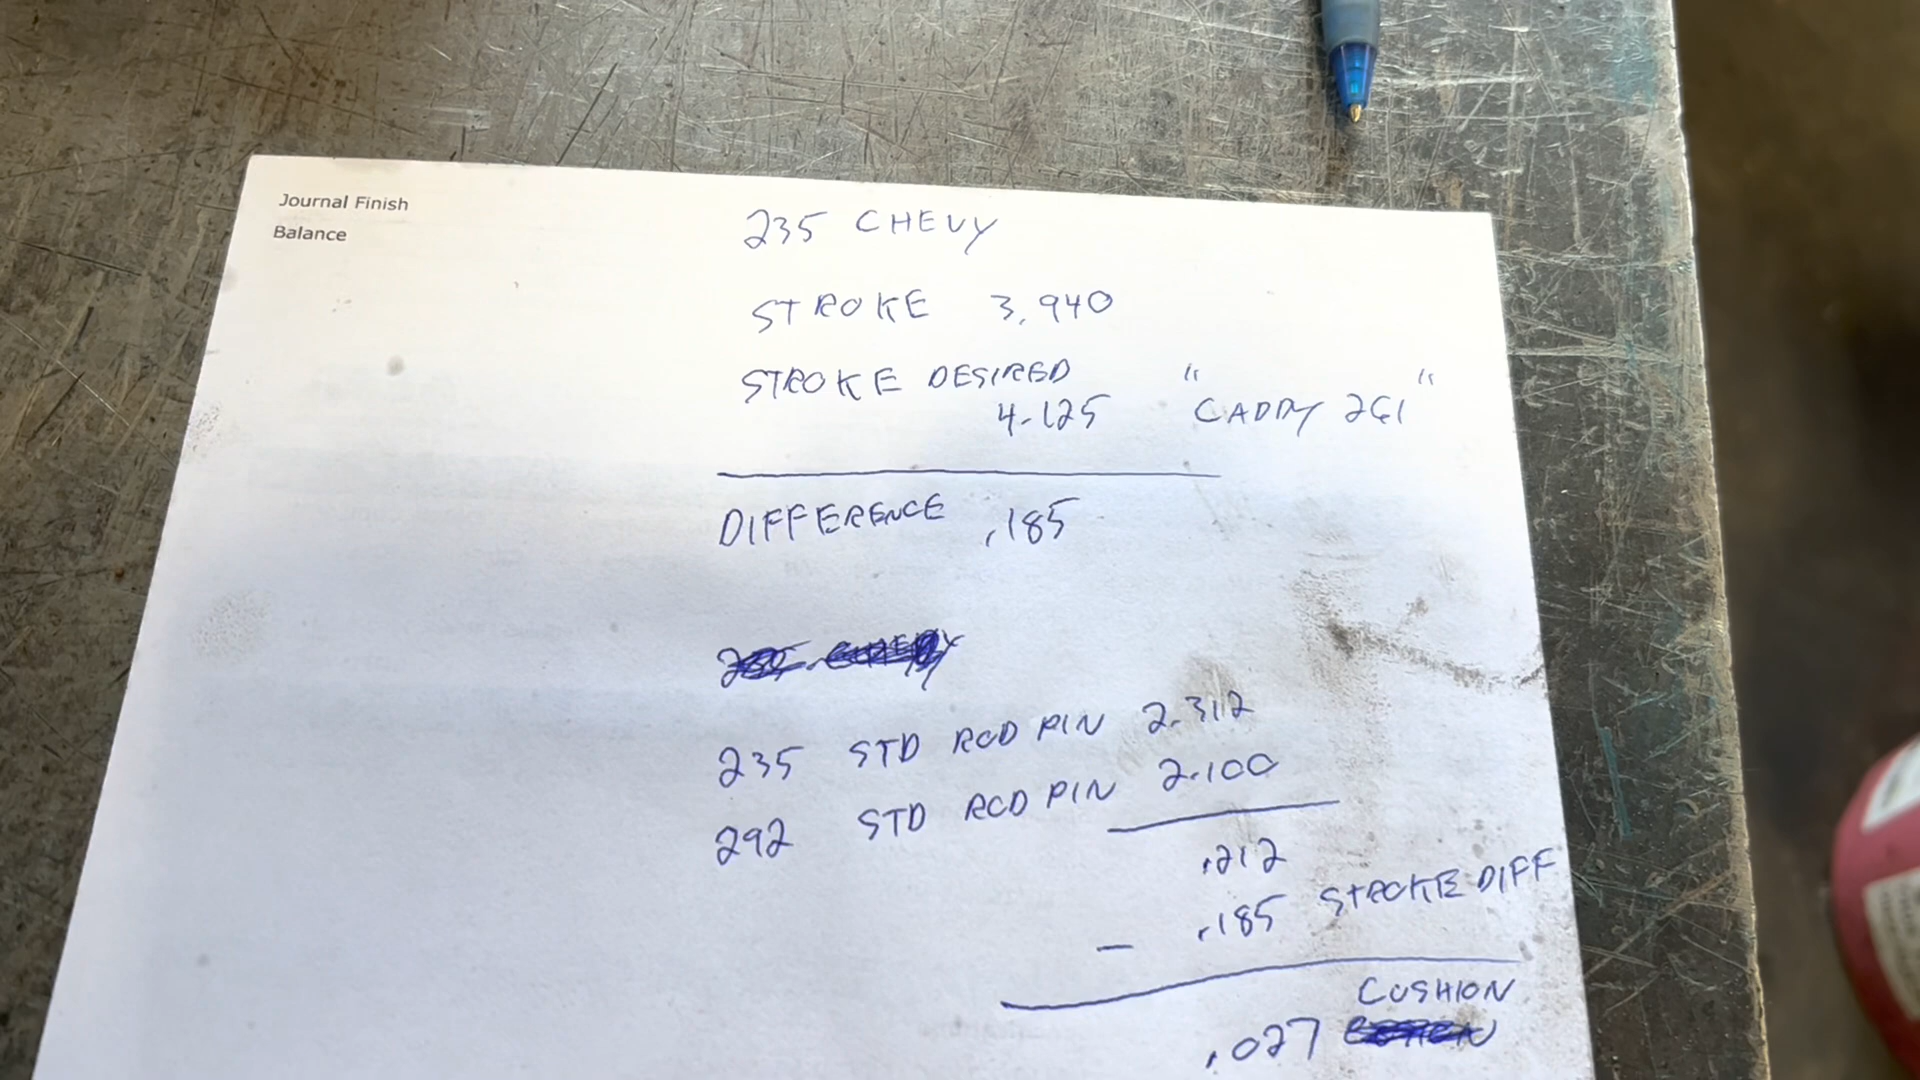 Journal Finish
Balance
235 CHEVY
STROKE 3.940
STROKE DESIRED
4.125 "CADDY 261"
DIFFERENCE .185
235 STD ROD PIN 2.312
292 STD ROD PIN 2.100
.212
- .185 STROKE DIFF
CUSHION
.027